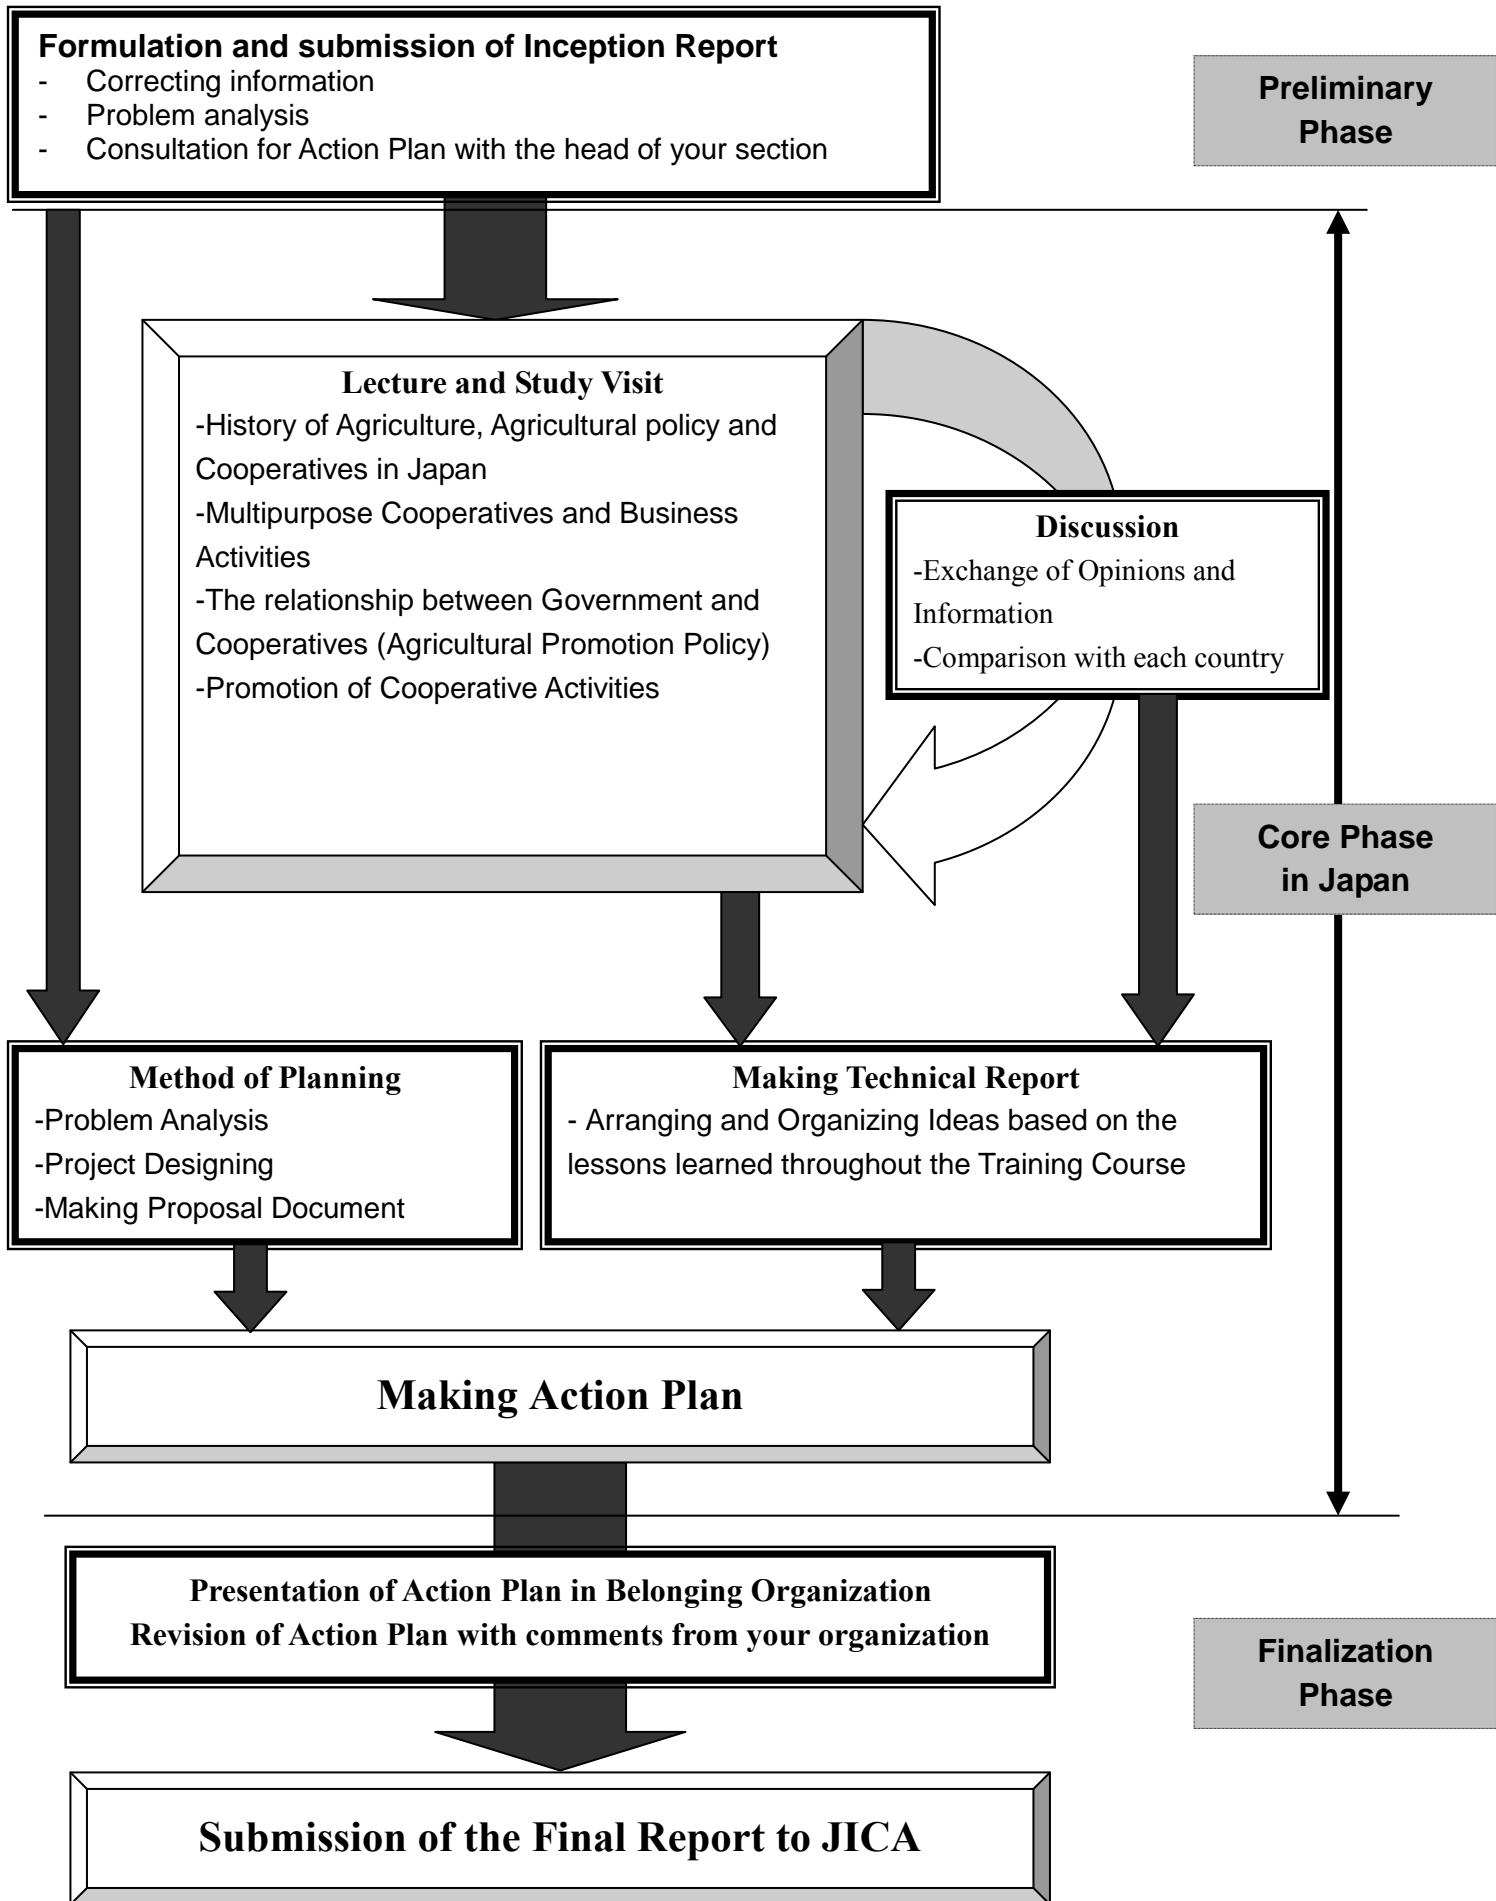 Formulation and submission of Inception Report
- Correcting information
- Problem analysis
- Consultation for Action Plan with the head of your section
Preliminary
Phase
Lecture and Study Visit
-History of Agriculture, Agricultural policy and
Cooperatives in Japan
-Multipurpose Cooperatives and Business
Activities
-The relationship between Government and
Cooperatives (Agricultural Promotion Policy)
-Promotion of Cooperative Activities
Discussion
-Exchange of Opinions and
Information
-Comparison with each country
Core Phase
in Japan
Method of Planning
-Problem Analysis
-Project Designing
-Making Proposal Document
Making Technical Report
- Arranging and Organizing Ideas based on the
lessons learned throughout the Training Course
Making Action Plan
Presentation of Action Plan in Belonging Organization
Revision of Action Plan with comments from your organization
Finalization
Phase
Submission of the Final Report to JICA